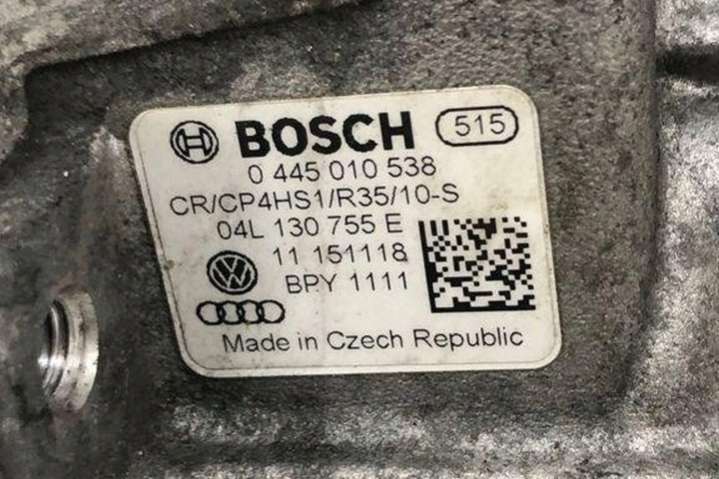 BOSCH 515
0 445 010 538
CR/CP4HS1/R35/10-S
04L 130 755 E
11 151118
BPY 1111
Made in Czech Republic